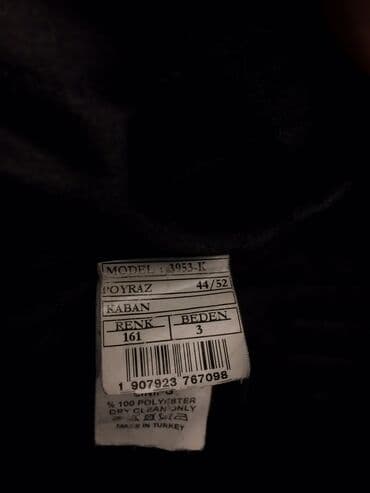 MODEL : 3953-K
POYRAZ 44/52
KABAN
RENK BEDEN
161 3
1 907923 767098
% 100 POLYESTER
DRY CLEAN ONLY
MADE IN TURKEY